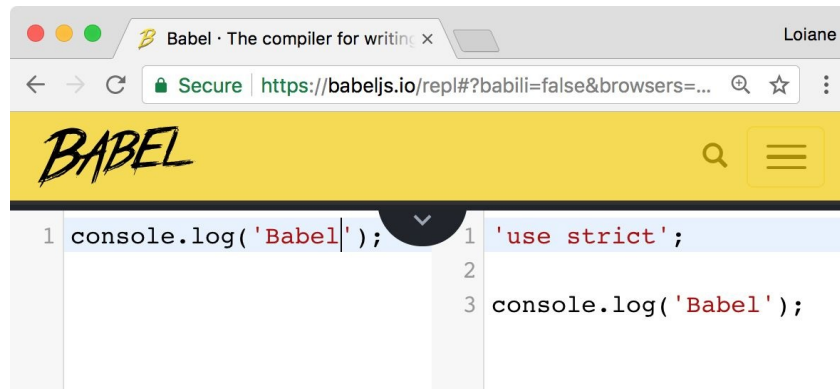 Babel · The compiler for writing
Loiane
Secure https://babeljs.io/repl#?babili=false&browsers=...
BABEL
1 console.log('Babel');
1 'use strict';
2
3 console.log('Babel');